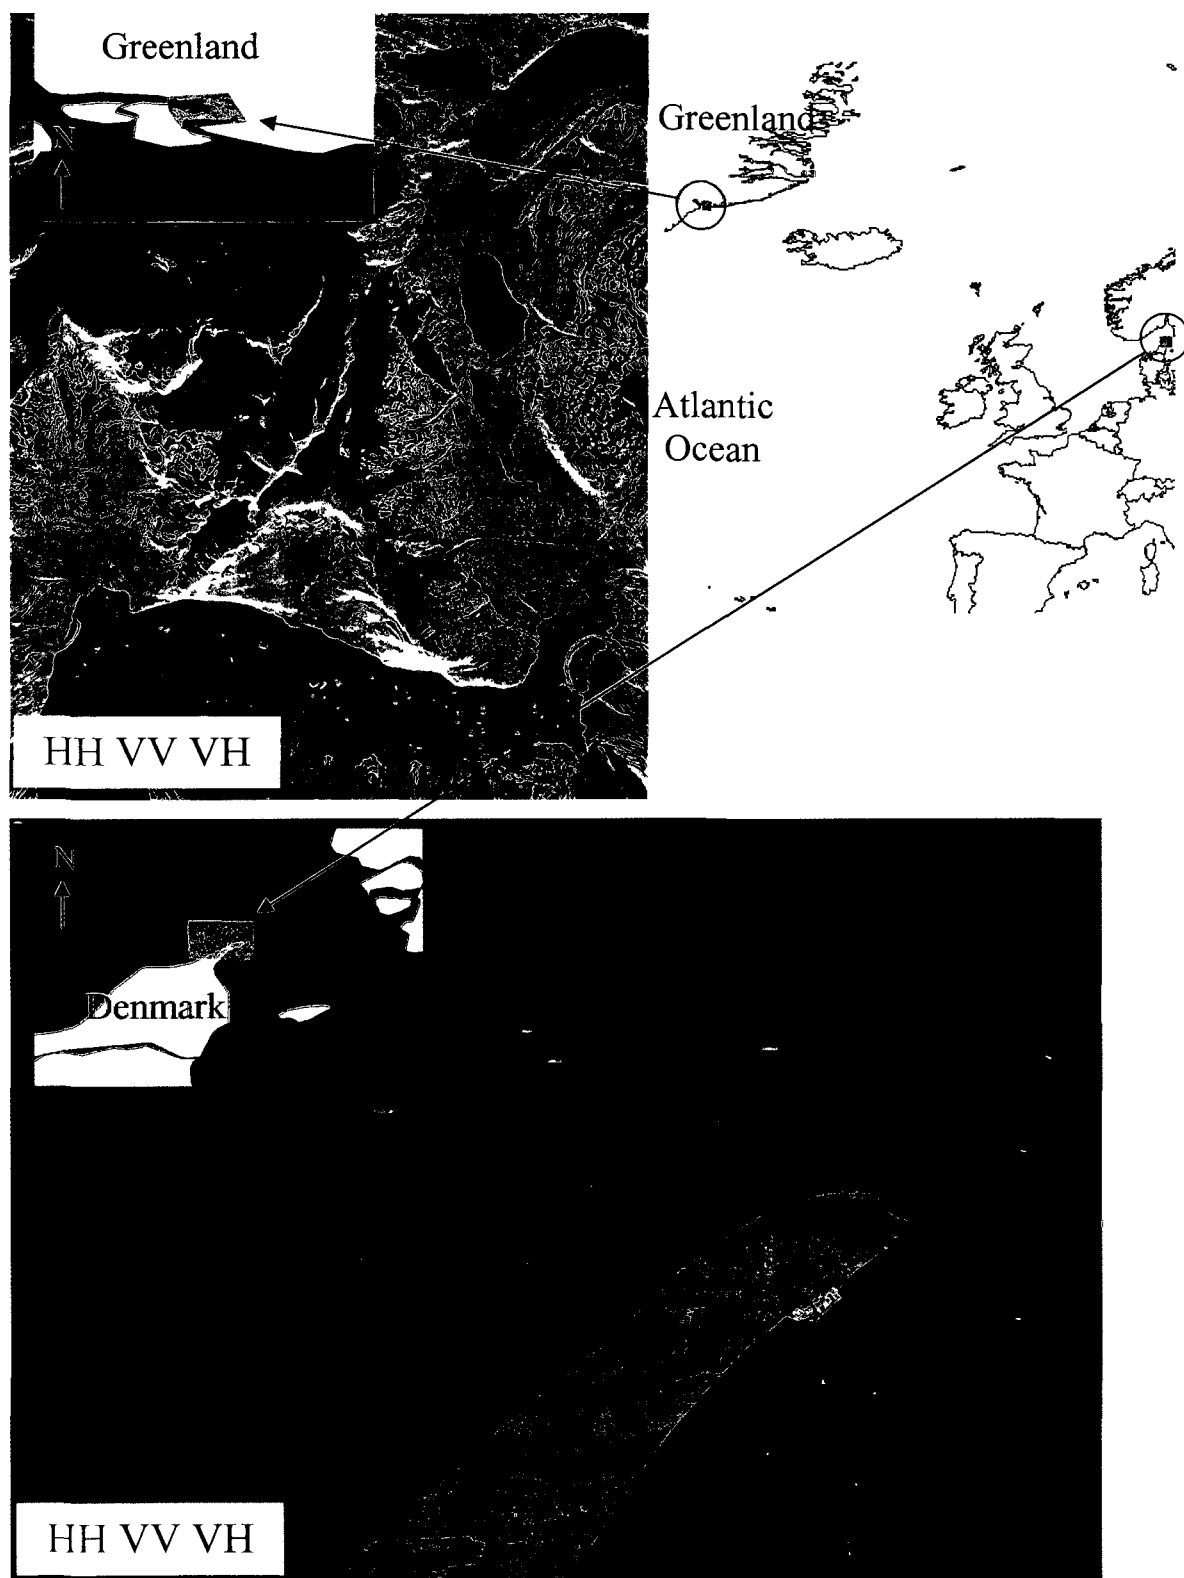 Greenland
N
Greenland
Atlantic
Ocean
HH VV VH
N
Denmark
HH VV VH